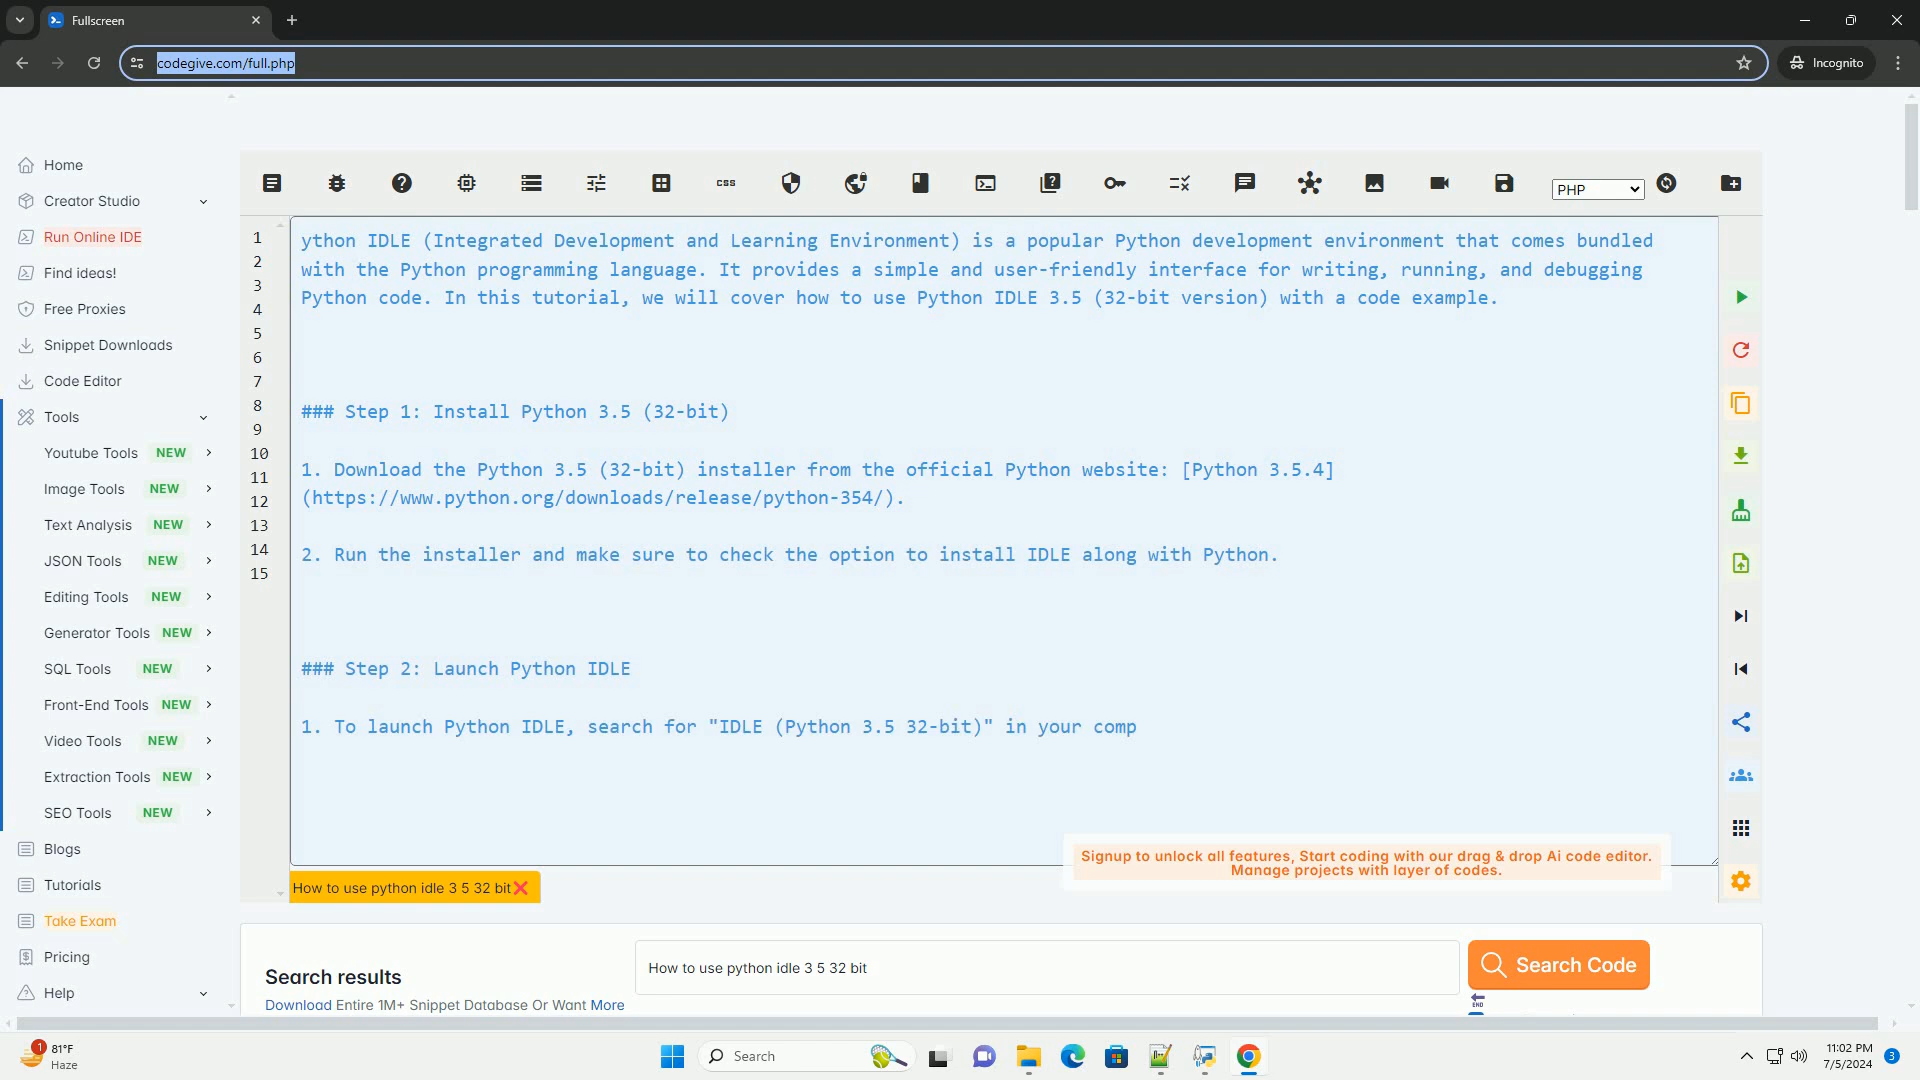 Fullscreen
codegive.com/full.php
Incognito
Home
Creator Studio
Run Online IDE
Find ideas!
Free Proxies
Snippet Downloads
Code Editor
Tools
Youtube Tools NEW
Image Tools NEW
Text Analysis NEW
JSON Tools NEW
Editing Tools NEW
Generator Tools NEW
SQL Tools NEW
Front-End Tools NEW
Video Tools NEW
Extraction Tools NEW
SEO Tools NEW
Blogs
Tutorials
Take Exam
Pricing
Help
css
PHP
1
2
3
4
5
6
7
8
9
10
11
12
13
14
15
ython IDLE (Integrated Development and Learning Environment) is a popular Python development environment that comes bundled
with the Python programming language. It provides a simple and user-friendly interface for writing, running, and debugging
Python code. In this tutorial, we will cover how to use Python IDLE 3.5 (32-bit version) with a code example.
### Step 1: Install Python 3.5 (32-bit)
1. Download the Python 3.5 (32-bit) installer from the official Python website: [Python 3.5.4]
(https://www.python.org/downloads/release/python-354/).
2. Run the installer and make sure to check the option to install IDLE along with Python.
### Step 2: Launch Python IDLE
1. To launch Python IDLE, search for "IDLE (Python 3.5 32-bit)" in your comp
Signup to unlock all features, Start coding with our drag & drop Ai code editor.
Manage projects with layer of codes.
How to use python idle 3 5 32 bit
Search results
Download Entire 1M+ Snippet Database Or Want More
How to use python idle 3 5 32 bit
Search Code
END
1
81°F
Haze
Search
11:02 PM
7/5/2024
3